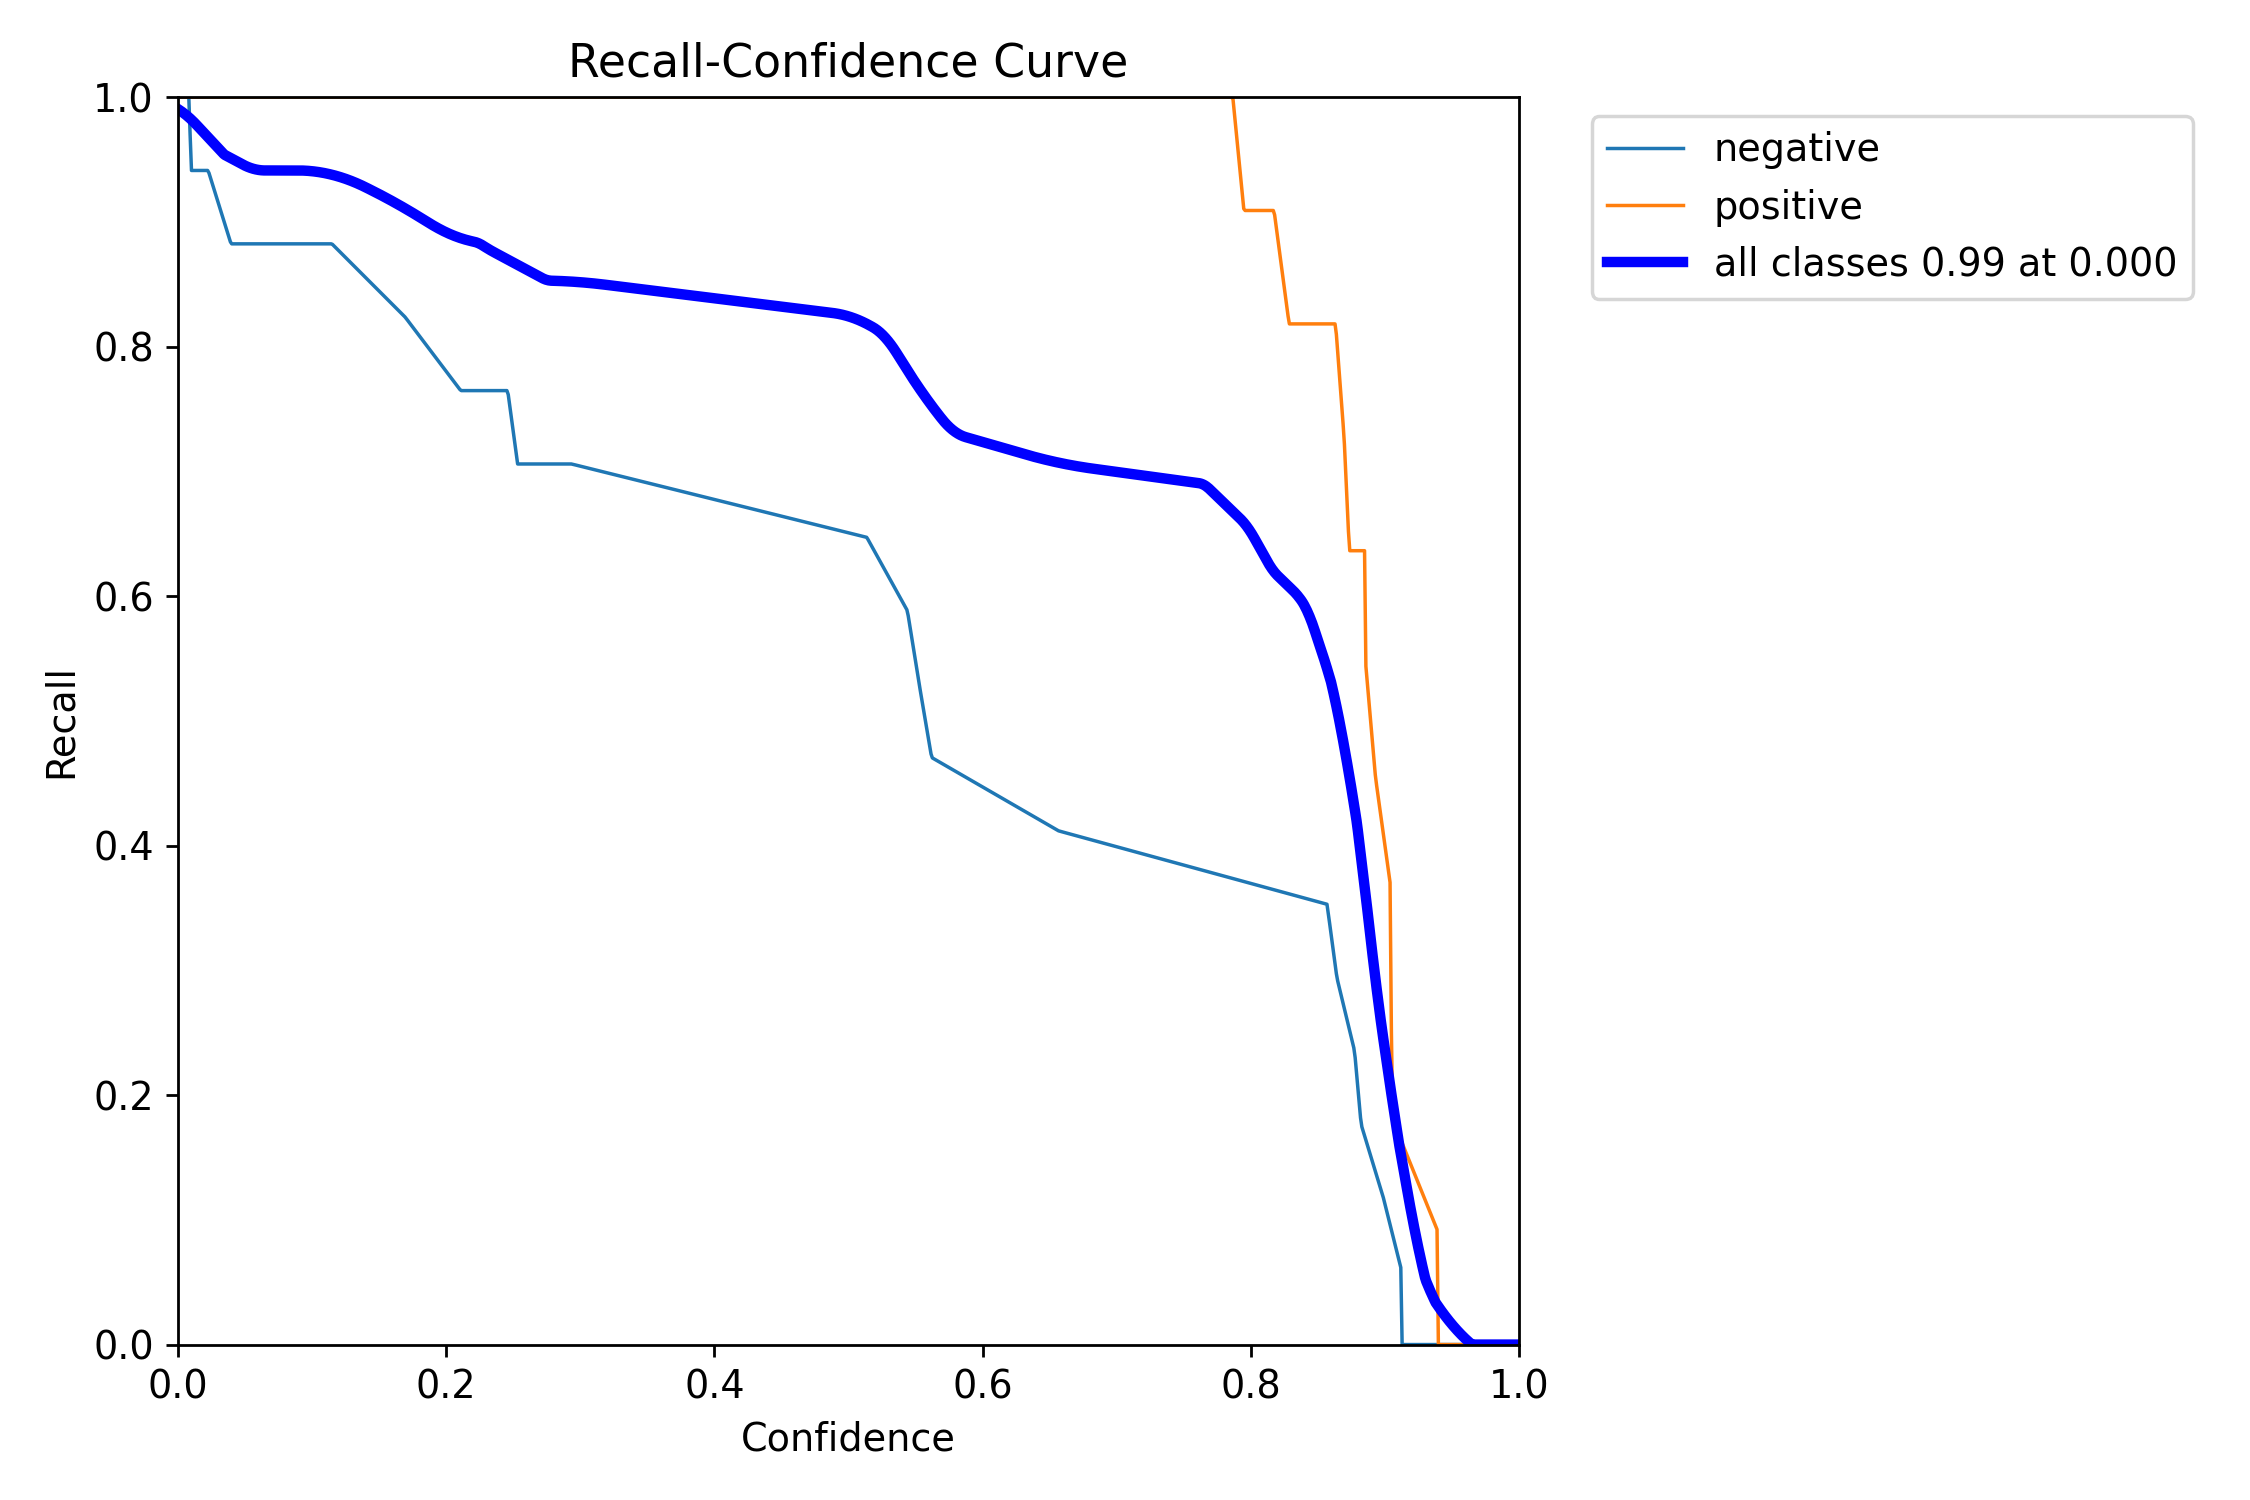 Recall-Confidence Curve
1.0
0.8
0.6
0.4
0.2
0.0
Recall
0.0 0.2 0.4 0.6 0.8 1.0
Confidence
negative
positive
all classes 0.99 at 0.000